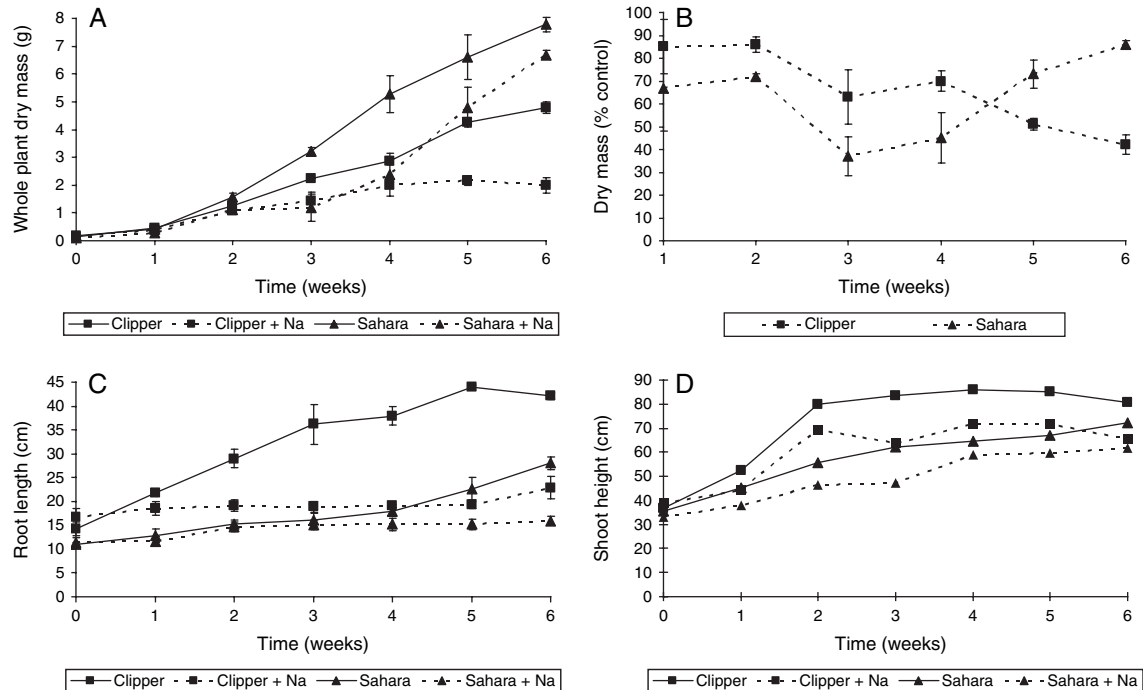 A
Whole plant dry mass (g)
8
7
6
5
4
3
2
1
0
0 1 2 3 4 5 6
Time (weeks)
Clipper Clipper + Na Sahara Sahara + Na
B
Dry mass (% control)
100
90
80
70
60
50
40
30
20
10
0
1 2 3 4 5 6
Time (weeks)
Clipper Sahara
C
Root length (cm)
45
40
35
30
25
20
15
10
5
0
0 1 2 3 4 5 6
Time (weeks)
Clipper Clipper + Na Sahara Sahara + Na
D
Shoot height (cm)
90
80
70
60
50
40
30
20
10
0
0 1 2 3 4 5 6
Time (weeks)
Clipper Clipper + Na Sahara Sahara + Na